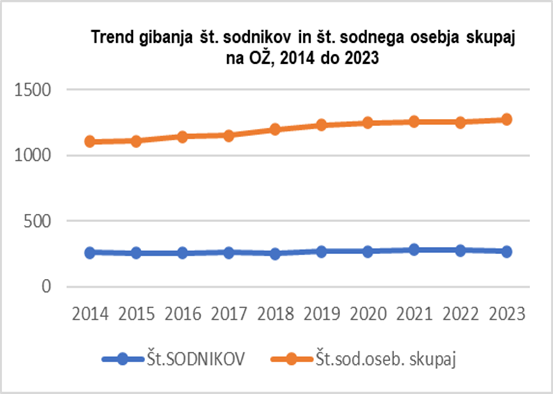 Trend gibanja št. sodnikov in št. sodnega osebja skupaj
na OŽ, 2014 do 2023
1500
1000
500
0
2014 2015 2016 2017 2018 2019 2020 2021 2022 2023
Št.SODNIKOV Št.sod.oseb. skupaj